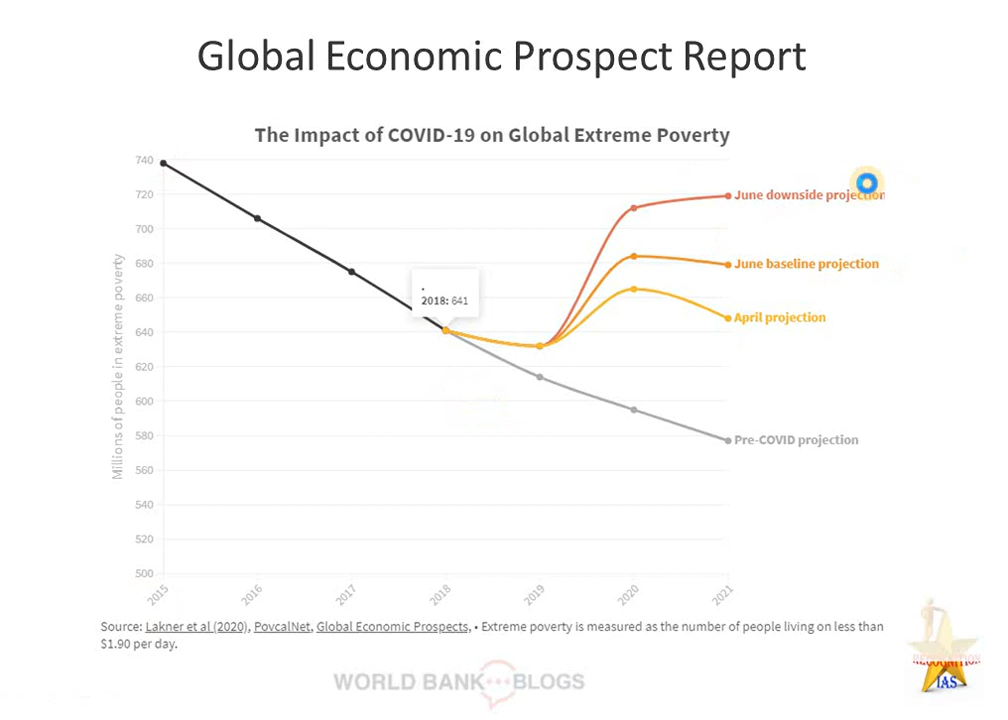 Global Economic Prospect Report
The Impact of COVID-19 on Global Extreme Poverty
Millions of people in extreme poverty
740
720
700
680
660
640
620
600
580
560
540
520
500
•
2018: 641
June downside projection
June baseline projection
April projection
Pre-COVID projection
2015
2016
2017
2018
2019
2020
2021
Source: Lakner et al (2020), PovcalNet, Global Economic Prospects, • Extreme poverty is measured as the number of people living on less than
$1.90 per day.
WORLD BANK BLOGS
RECOGNITION
IAS